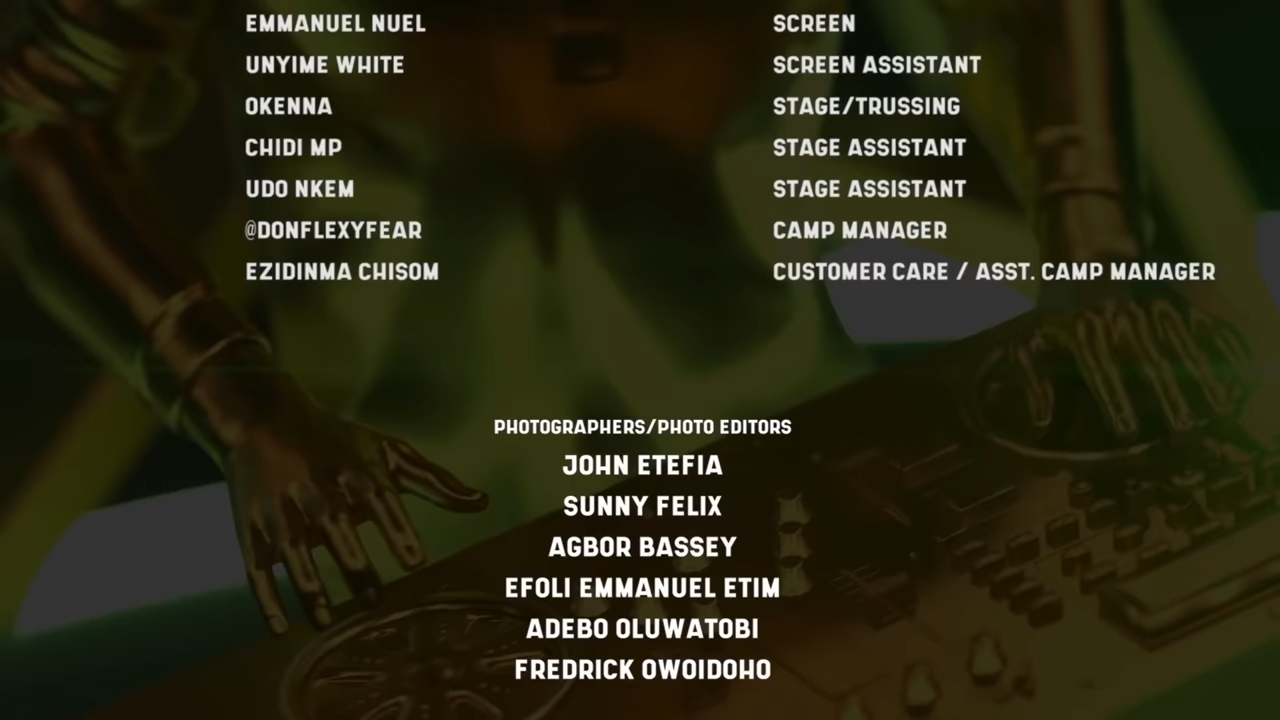 EMMANUEL NUEL SCREEN
UNYIME WHITE SCREEN ASSISTANT
OKENNA STAGE/TRUSSING
CHIDI MP STAGE ASSISTANT
UDO NKEM STAGE ASSISTANT
@DONFLEXYFEAR CAMP MANAGER
EZIDINMA CHISOM CUSTOMER CARE / ASST. CAMP MANAGER
PHOTOGRAPHERS/PHOTO EDITORS
JOHN ETEFIA
SUNNY FELIX
AGBOR BASSEY
EFOLI EMMANUEL ETIM
ADEBO OLUWATOBI
FREDRICK OWOIDOHO